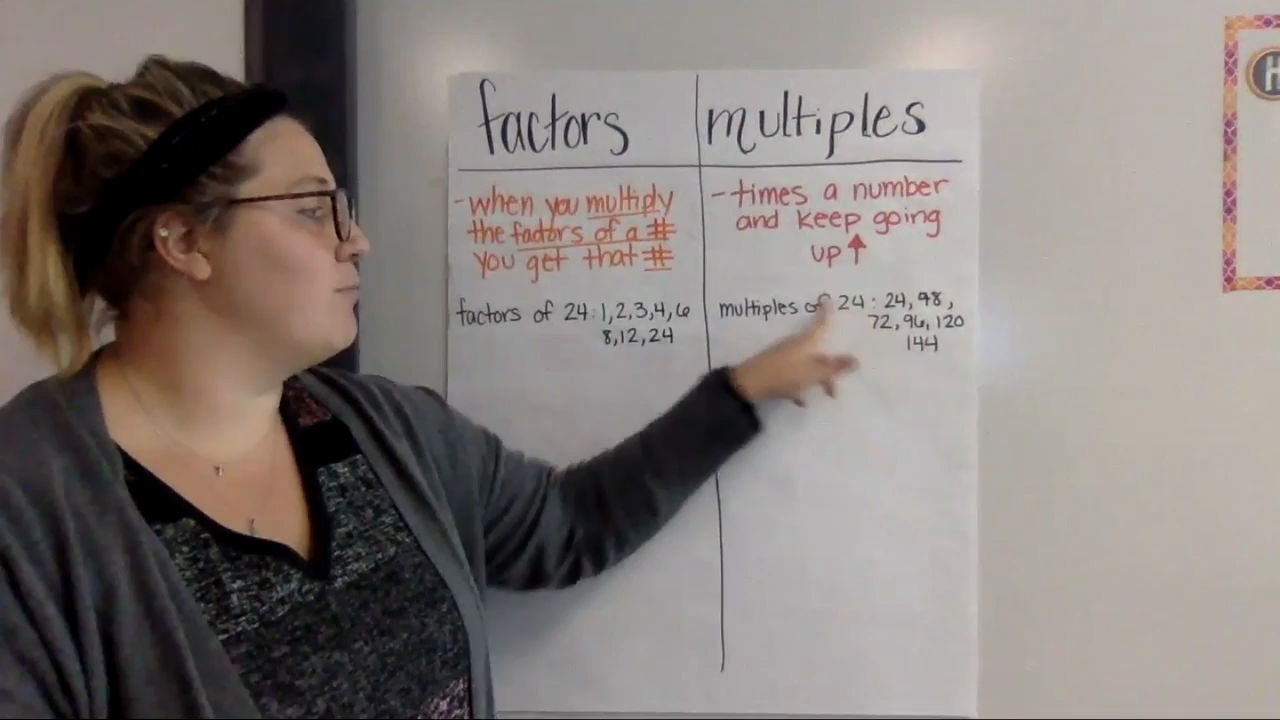 factors
multiples
-when you multiply
the factors of a #
you get that #
-times a number
and keep going
up↑
factors of 24:1,2,3,4,6
8,12,24
multiples of 24: 24,48,
72,96,120
144
H